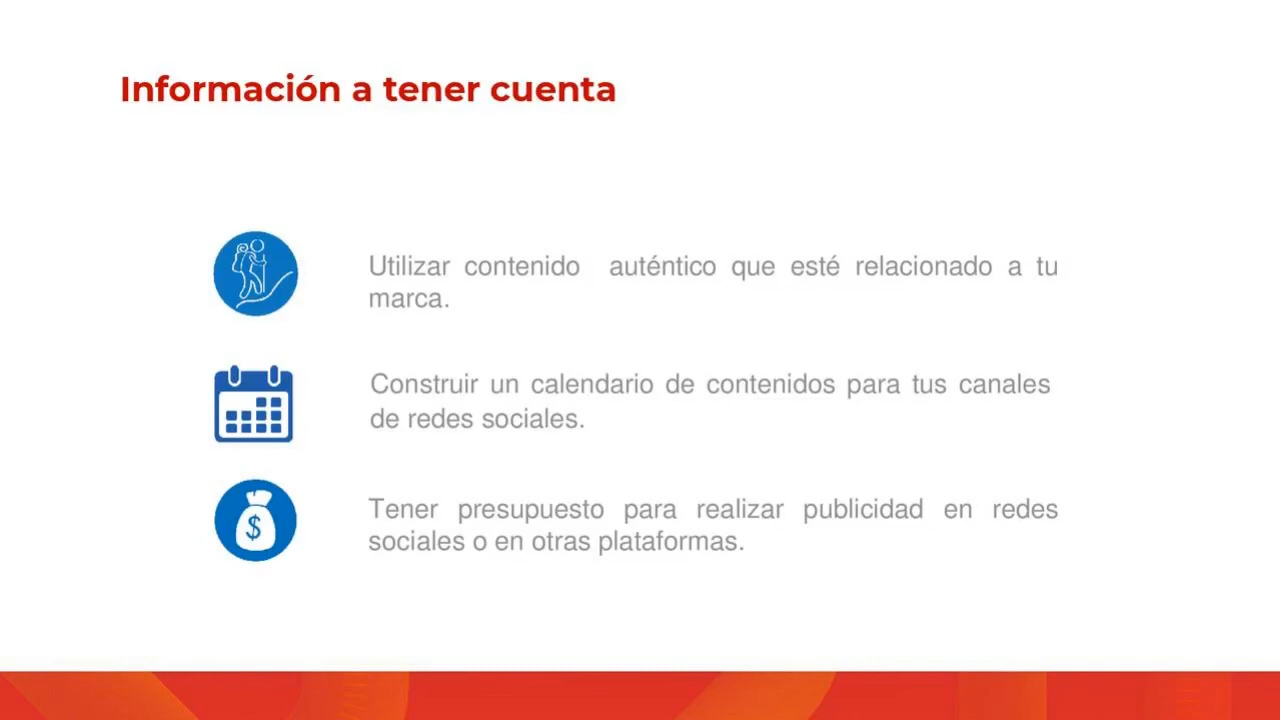 Información a tener cuenta
Utilizar contenido auténtico que esté relacionado a tu
marca.
Construir un calendario de contenidos para tus canales
de redes sociales.
$
Tener presupuesto para realizar publicidad en redes
sociales o en otras plataformas.